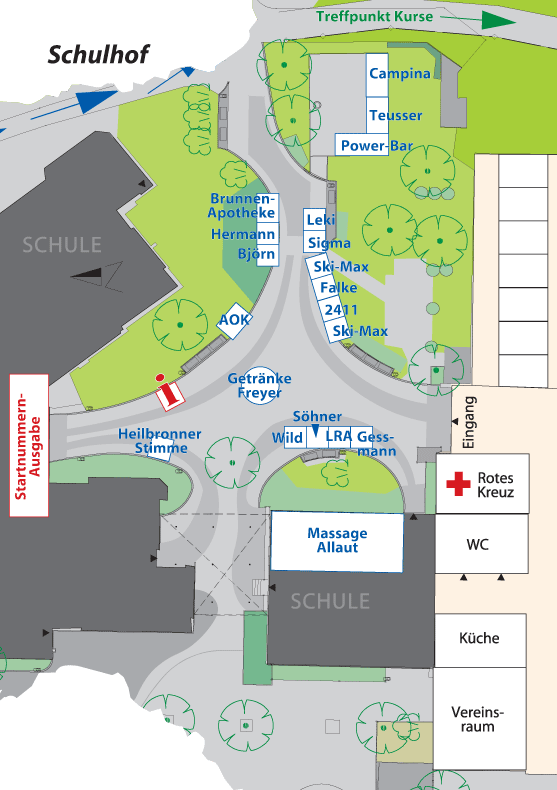 Treffpunkt Kurse
Schulhof
Campina
Teusser
Power-Bar
Brunnen-
Apotheke
Hermann
Björn
Leki
Sigma
Ski-Max
Falke
2411
Ski-Max
SCHULE
AOK
i
Getränke
Freyer
Startnummern-
Ausgabe
Heilbronner
Stimme
Söhner
Wild
LRA
Gess-
mann
Eingang
Rotes
Kreuz
Massage
Allaut
WC
SCHULE
Küche
Vereins-
raum